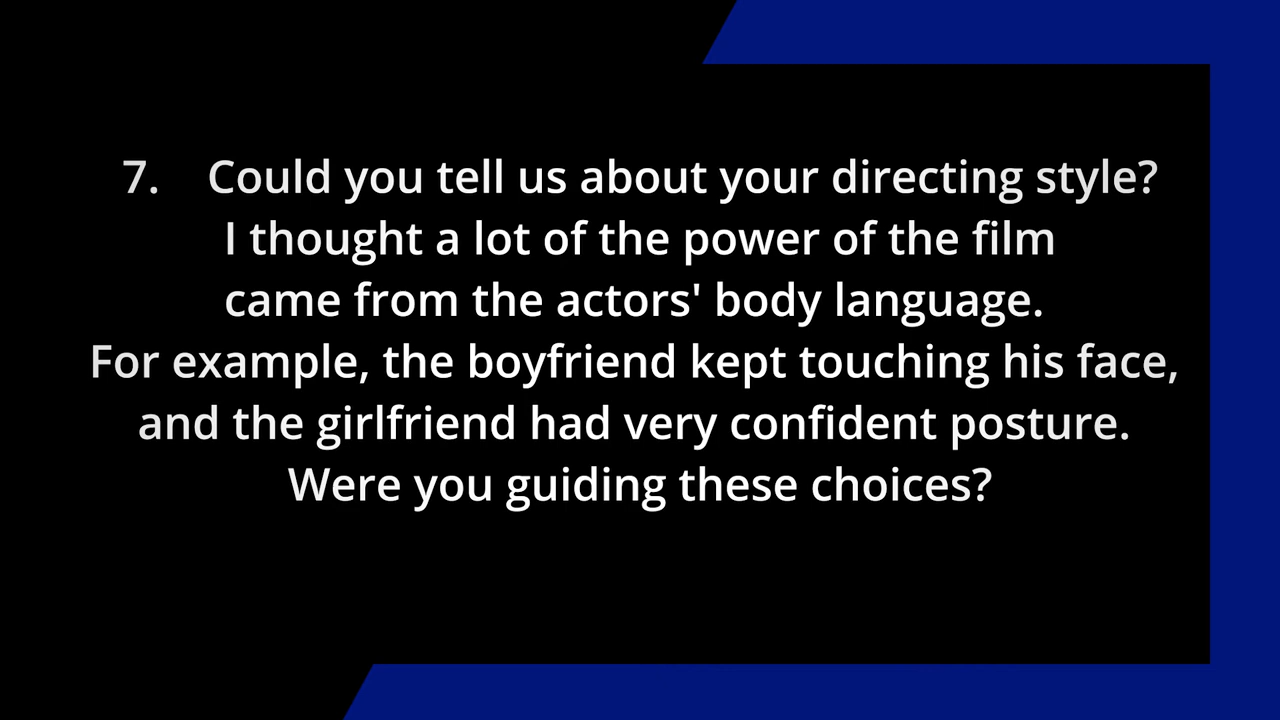 7. Could you tell us about your directing style?
I thought a lot of the power of the film
came from the actors' body language.
For example, the boyfriend kept touching his face,
and the girlfriend had very confident posture.
Were you guiding these choices?